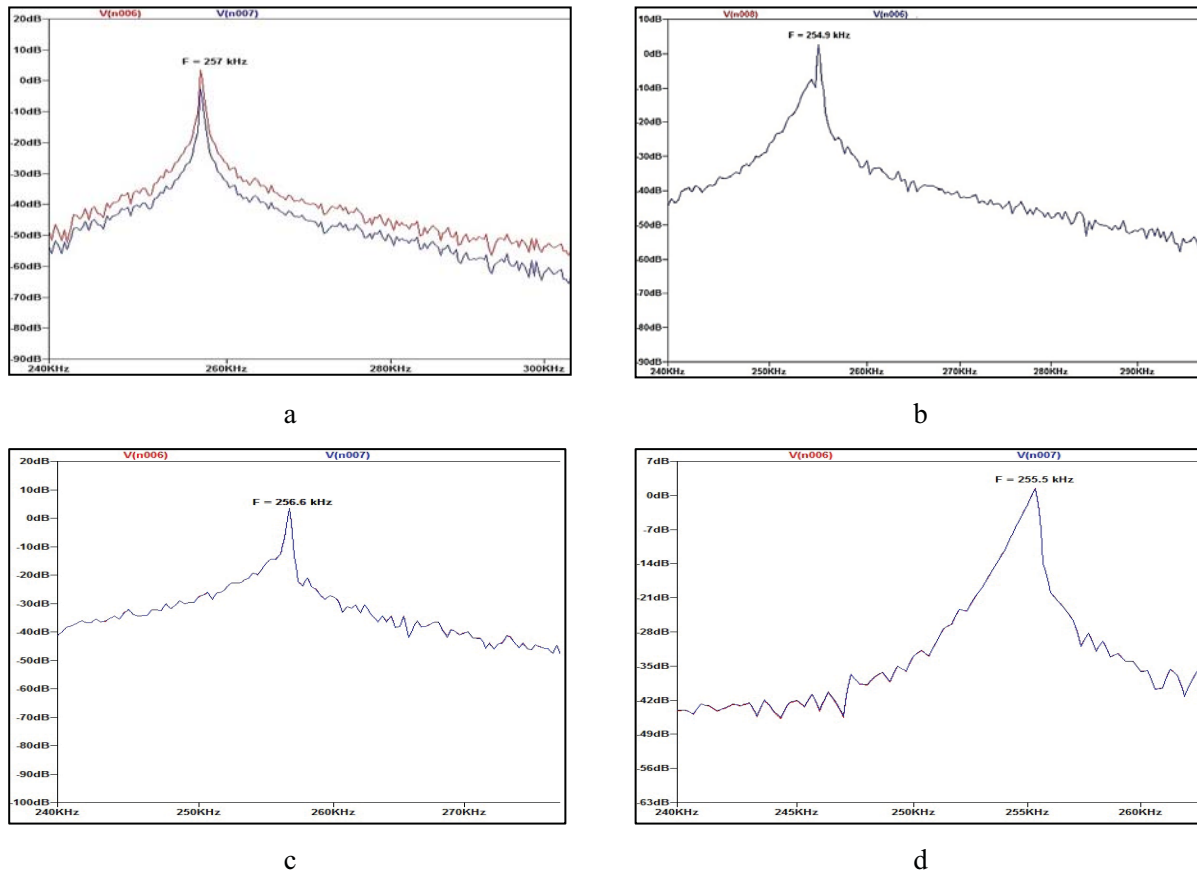 V(n006) V(n007)
20dB
10dB
0dB
-10dB
-20dB
-30dB
-40dB
-50dB
-60dB
-70dB
-80dB
-90dB
F = 257 kHz
240KHz 260KHz 280KHz 300KHz
a
V(n008) V(n006)
10dB
0dB
-10dB
-20dB
-30dB
-40dB
-50dB
-60dB
-70dB
-80dB
-90dB
F = 254.9 kHz
240KHz 250KHz 260KHz 270KHz 280KHz 290KHz
b
V(n006) V(n007)
20dB
10dB
0dB
-10dB
-20dB
-30dB
-40dB
-50dB
-60dB
-70dB
-80dB
-90dB
-100dB
F = 256.6 kHz
240KHz 250KHz 260KHz 270KHz
c
V(n006) V(n007)
7dB
0dB
-7dB
-14dB
-21dB
-28dB
-35dB
-42dB
-49dB
-56dB
-63dB
F = 255.5 kHz
240KHz 245KHz 250KHz 255KHz 260KHz
d